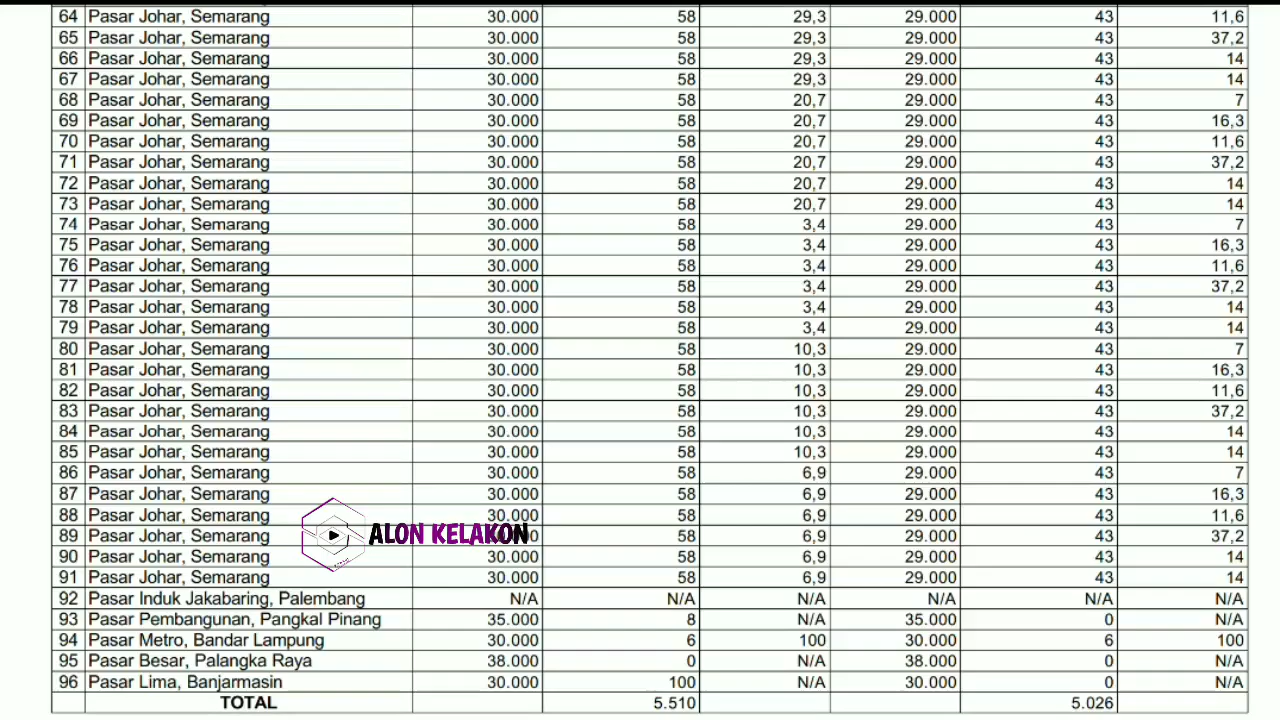 64 Pasar Johar, Semarang 30.000 58 29,3 29.000 43 11,6
65 Pasar Johar, Semarang 30.000 58 29,3 29.000 43 37,2
66 Pasar Johar, Semarang 30.000 58 29,3 29.000 43 14
67 Pasar Johar, Semarang 30.000 58 29,3 29.000 43 14
68 Pasar Johar, Semarang 30.000 58 20,7 29.000 43 7
69 Pasar Johar, Semarang 30.000 58 20,7 29.000 43 16,3
70 Pasar Johar, Semarang 30.000 58 20,7 29.000 43 11,6
71 Pasar Johar, Semarang 30.000 58 20,7 29.000 43 37,2
72 Pasar Johar, Semarang 30.000 58 20,7 29.000 43 14
73 Pasar Johar, Semarang 30.000 58 20,7 29.000 43 14
74 Pasar Johar, Semarang 30.000 58 3,4 29.000 43 7
75 Pasar Johar, Semarang 30.000 58 3,4 29.000 43 16,3
76 Pasar Johar, Semarang 30.000 58 3,4 29.000 43 11,6
77 Pasar Johar, Semarang 30.000 58 3,4 29.000 43 37,2
78 Pasar Johar, Semarang 30.000 58 3,4 29.000 43 14
79 Pasar Johar, Semarang 30.000 58 3,4 29.000 43 14
80 Pasar Johar, Semarang 30.000 58 10,3 29.000 43 7
81 Pasar Johar, Semarang 30.000 58 10,3 29.000 43 16,3
82 Pasar Johar, Semarang 30.000 58 10,3 29.000 43 11,6
83 Pasar Johar, Semarang 30.000 58 10,3 29.000 43 37,2
84 Pasar Johar, Semarang 30.000 58 10,3 29.000 43 14
85 Pasar Johar, Semarang 30.000 58 10,3 29.000 43 14
86 Pasar Johar, Semarang 30.000 58 6,9 29.000 43 7
87 Pasar Johar, Semarang 30.000 58 6,9 29.000 43 16,3
88 Pasar Johar, Semarang 30.000 58 6,9 29.000 43 11,6
89 Pasar Johar, Semarang 58 6,9 29.000 43 37,2
ALON KELAKON
90 Pasar Johar, Semarang 30.000 58 6,9 29.000 43 14
91 Pasar Johar, Semarang 30.000 58 6,9 29.000 43 14
92 Pasar Induk Jakabaring, Palembang N/A N/A N/A N/A N/A N/A
93 Pasar Pembangunan, Pangkal Pinang 35.000 8 N/A 35.000 0 N/A
94 Pasar Metro, Bandar Lampung 30.000 6 100 30.000 6 100
95 Pasar Besar, Palangka Raya 38.000 0 N/A 38.000 0 N/A
96 Pasar Lima, Banjarmasin 30.000 100 N/A 30.000 0 N/A
TOTAL 5.510 5.026